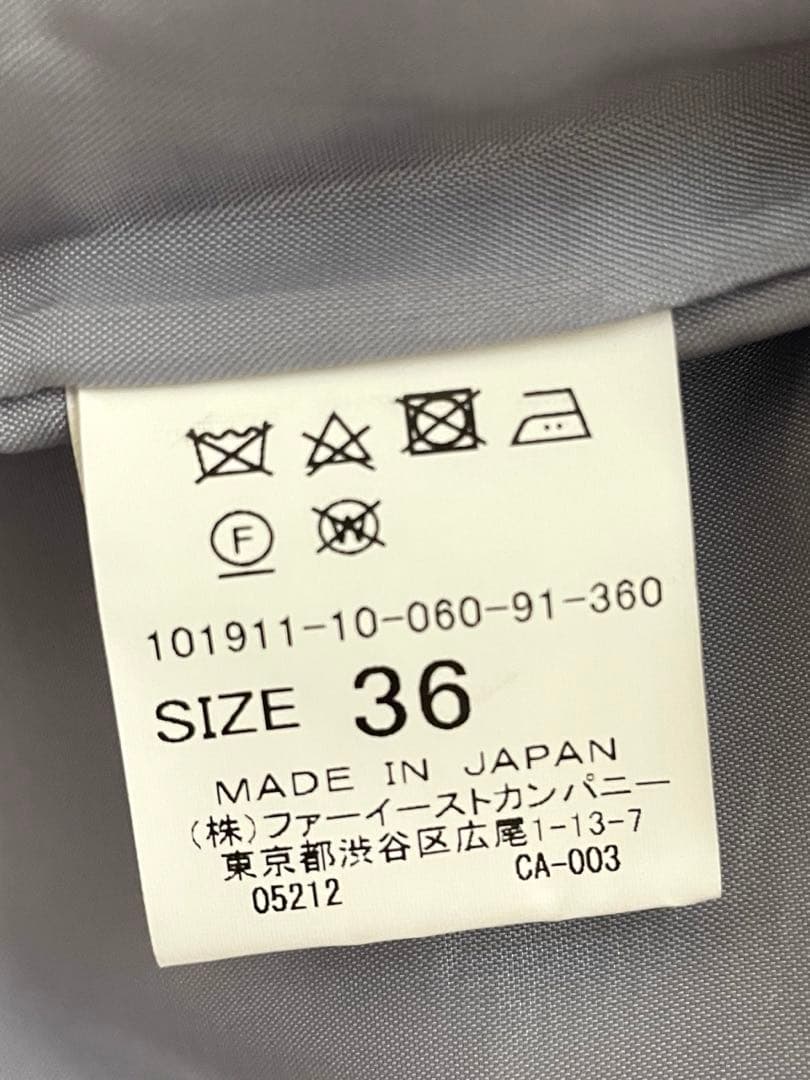 F W
101911-10-060-91-360
SIZE 36
MADE IN JAPAN
(株)ファーイーストカンパニー
東京都渋谷区広尾1-13-7
05212 CA-003